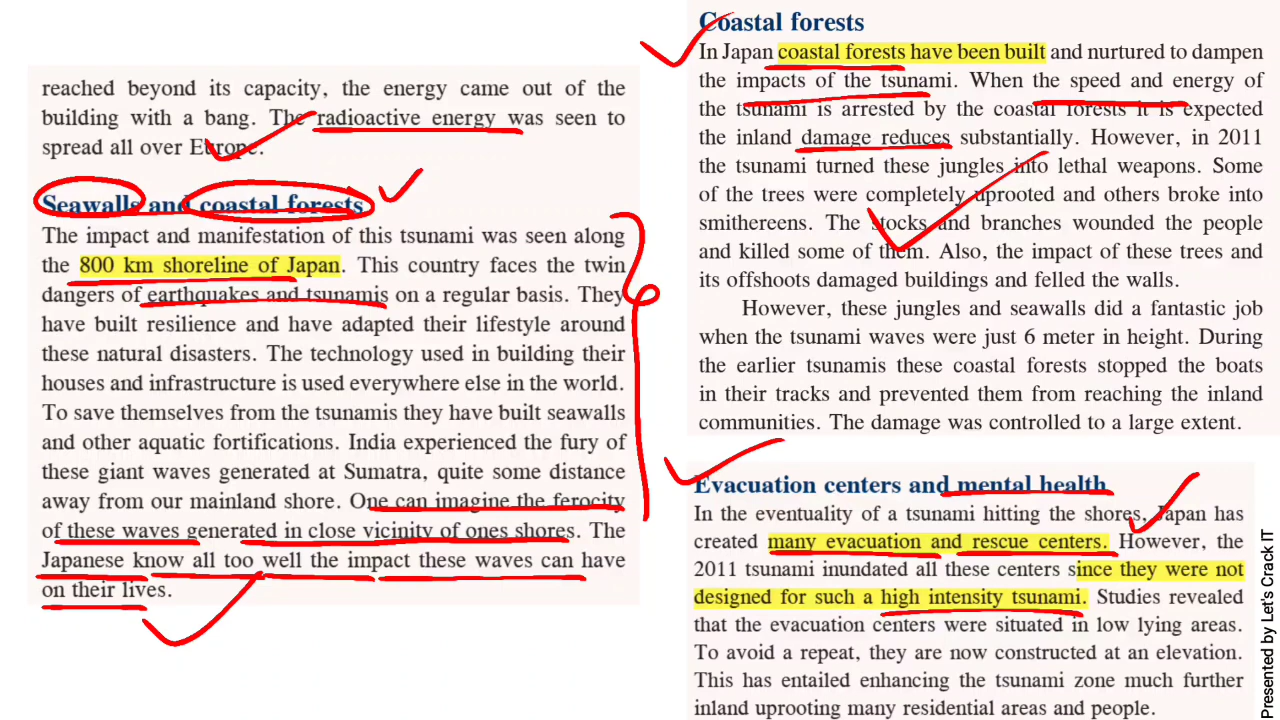 reached beyond its capacity, the energy came out of the
building with a bang. The radioactive energy was seen to
spread all over Europe.
Seawalls and coastal forests
The impact and manifestation of this tsunami was seen along
the 800 km shoreline of Japan. This country faces the twin
dangers of earthquakes and tsunamis on a regular basis. They
have built resilience and have adapted their lifestyle around
these natural disasters. The technology used in building their
houses and infrastructure is used everywhere else in the world.
To save themselves from the tsunamis they have built seawalls
and other aquatic fortifications. India experienced the fury of
these giant waves generated at Sumatra, quite some distance
away from our mainland shore. One can imagine the ferocity
of these waves generated in close vicinity of ones shores. The
Japanese know all too well the impact these waves can have
on their lives.
Coastal forests
In Japan coastal forests have been built and nurtured to dampen
the impacts of the tsunami. When the speed and energy of
the tsunami is arrested by the coastal forests it is expected
the inland damage reduces substantially. However, in 2011
the tsunami turned these jungles into lethal weapons. Some
of the trees were completely uprooted and others broke into
smithereens. The stocks and branches wounded the people
and killed some of them. Also, the impact of these trees and
its offshoots damaged buildings and felled the walls.
However, these jungles and seawalls did a fantastic job
when the tsunami waves were just 6 meter in height. During
the earlier tsunamis these coastal forests stopped the boats
in their tracks and prevented them from reaching the inland
communities. The damage was controlled to a large extent.
Evacuation centers and mental health
In the eventuality of a tsunami hitting the shores, Japan has
created many evacuation and rescue centers. However, the
2011 tsunami inundated all these centers since they were not
designed for such a high intensity tsunami. Studies revealed
that the evacuation centers were situated in low lying areas.
To avoid a repeat, they are now constructed at an elevation.
This has entailed enhancing the tsunami zone much further
inland uprooting many residential areas and people.
Presented by Let's Crack IT